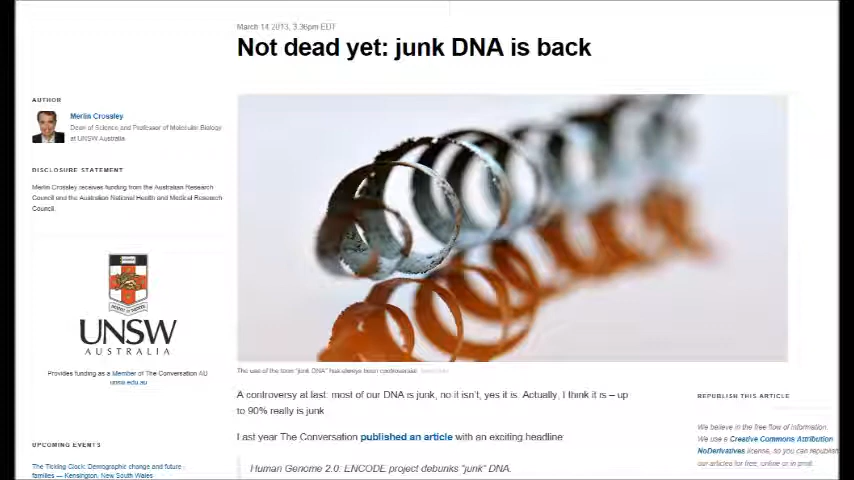 March 14 2013, 3.36pm EDT
Not dead yet: junk DNA is back
AUTHOR
Merlin Crossley
Dean of Science and Professor of Molecular Biology
at UNSW Australia
DISCLOSURE STATEMENT
Merlin Crossley receives funding from the Australian Research
Council and the Australian National Health and Medical Research
Council.
UNSW
AUSTRALIA
Provides funding as a Member of The Conversation AU
unsw.edu.au
UPCOMING EVENTS
The Ticking Clock: Demographic change and future
families — Kensington, New South Wales
The use of the term "junk DNA" has always been controversial.
A controversy at last: most of our DNA is junk, no it isn't, yes it is. Actually, I think it is – up
to 90% really is junk
Last year The Conversation published an article with an exciting headline
Human Genome 2.0: ENCODE project debunks "junk" DNA.
REPUBLISH THIS ARTICLE
We believe in the free flow of information.
We use a Creative Commons Attribution
NoDerivatives license, so you can republish
our articles for free, online or in print.